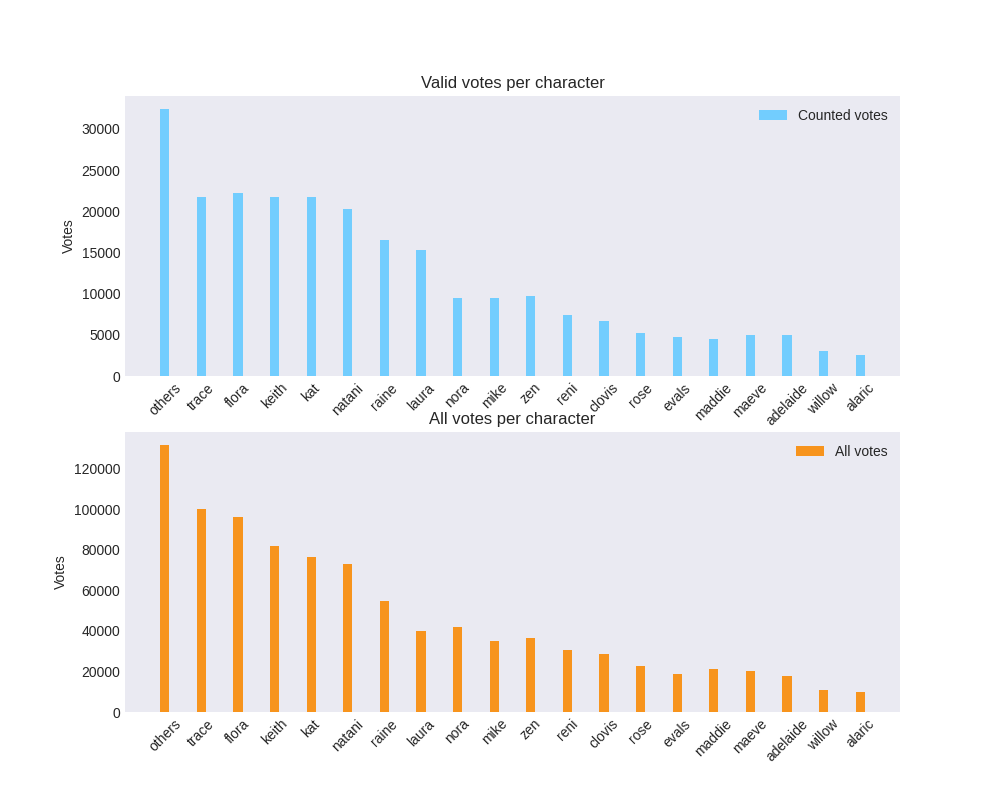 Valid votes per character
Counted votes
30000
25000
20000
15000
10000
5000
0
Votes
others trace flora keith kat natani raine laura nora mike zen reni clovis rose evals maddie maeve adelaide willow alaric
All votes per character
All votes
120000
100000
80000
60000
40000
20000
0
Votes
others trace flora keith kat natani raine laura nora mike zen reni clovis rose evals maddie maeve adelaide willow alaric